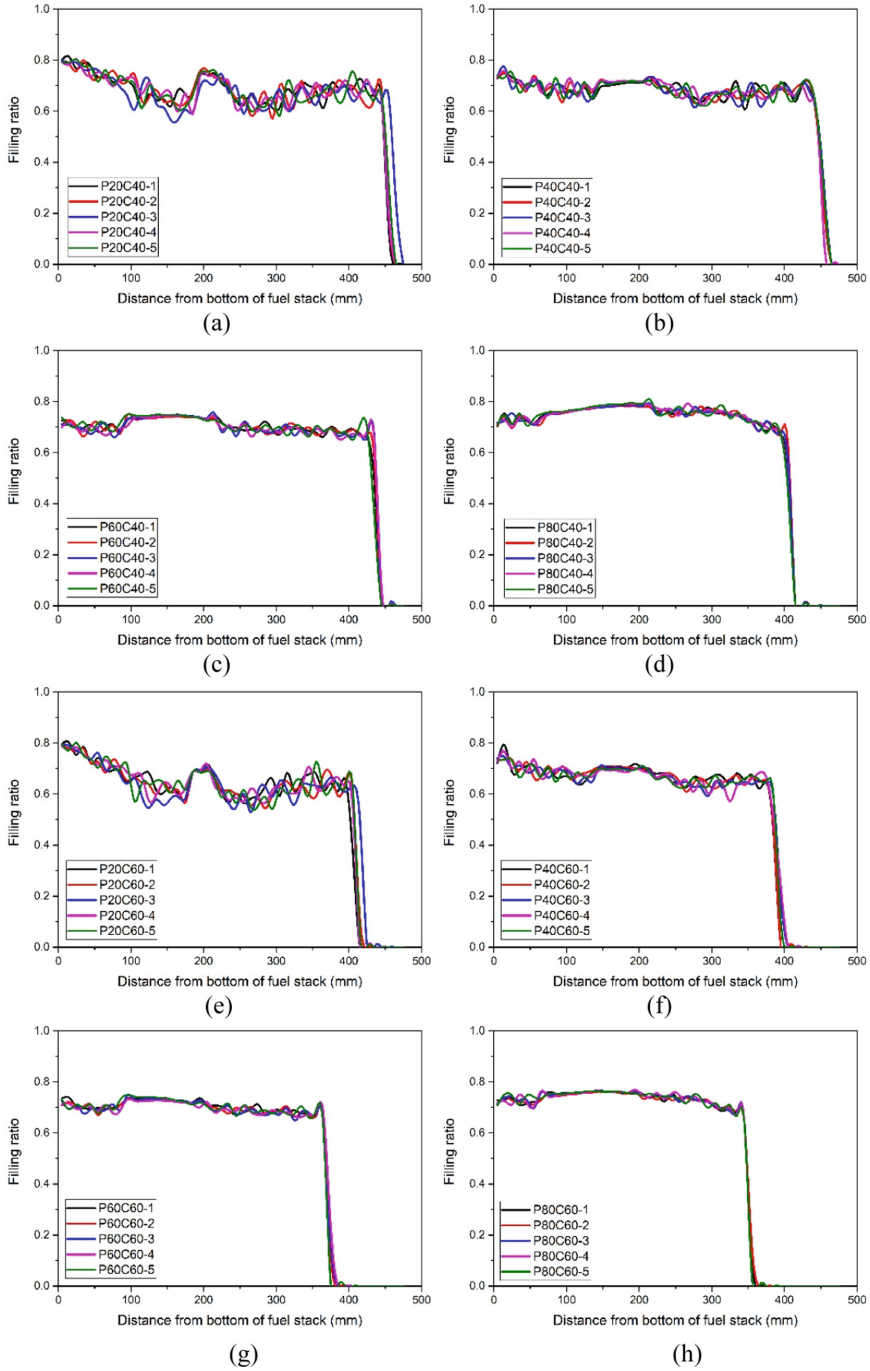 1.0
0.8
0.6
0.4
0.2
0.0
Filling ratio
P20C40-1
P20C40-2
P20C40-3
P20C40-4
P20C40-5
0 100 200 300 400 500
Distance from bottom of fuel stack (mm)
(a)
1.0
0.8
0.6
0.4
0.2
0.0
Filling ratio
P40C40-1
P40C40-2
P40C40-3
P40C40-4
P40C40-5
0 100 200 300 400 500
Distance from bottom of fuel stack (mm)
(b)
1.0
0.8
0.6
0.4
0.2
0.0
Filling ratio
P60C40-1
P60C40-2
P60C40-3
P60C40-4
P60C40-5
0 100 200 300 400 500
Distance from bottom of fuel stack (mm)
(c)
1.0
0.8
0.6
0.4
0.2
0.0
Filling ratio
P80C40-1
P80C40-2
P80C40-3
P80C40-4
P80C40-5
0 100 200 300 400 500
Distance from bottom of fuel stack (mm)
(d)
1.0
0.8
0.6
0.4
0.2
0.0
Filling ratio
P20C60-1
P20C60-2
P20C60-3
P20C60-4
P20C60-5
0 100 200 300 400 500
Distance from bottom of fuel stack (mm)
(e)
1.0
0.8
0.6
0.4
0.2
0.0
Filling ratio
P40C60-1
P40C60-2
P40C60-3
P40C60-4
P40C60-5
0 100 200 300 400 500
Distance from bottom of fuel stack (mm)
(f)
1.0
0.8
0.6
0.4
0.2
0.0
Filling ratio
P60C60-1
P60C60-2
P60C60-3
P60C60-4
P60C60-5
0 100 200 300 400 500
Distance from bottom of fuel stack (mm)
(g)
1.0
0.8
0.6
0.4
0.2
0.0
Filling ratio
P80C60-1
P80C60-2
P80C60-3
P80C60-4
P80C60-5
0 100 200 300 400 500
Distance from bottom of fuel stack (mm)
(h)